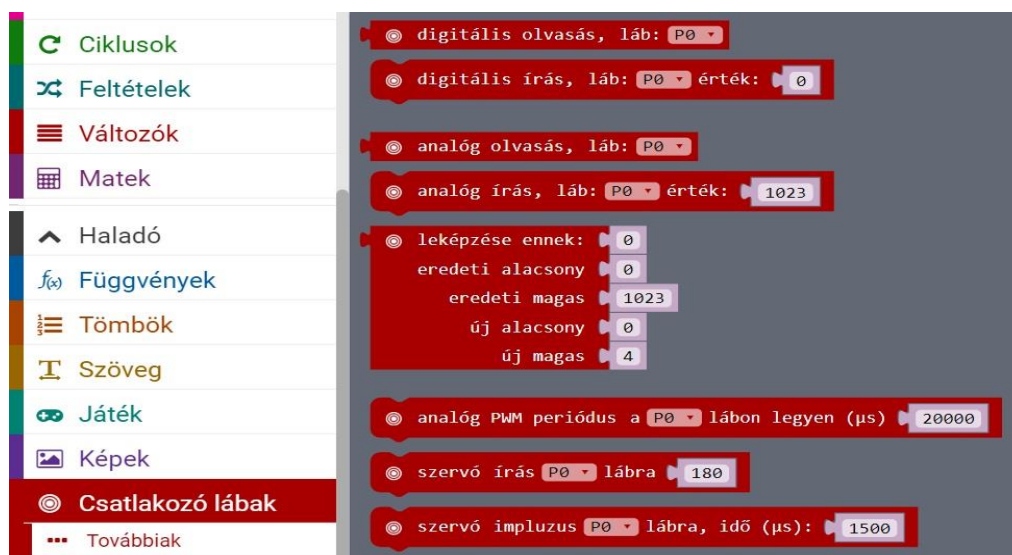 Ciklusok
Feltételek
Változók
Matek
Haladó
f(x) Függvények
Tömbök
Szöveg
Játék
Képek
Csatlakozó lábak
Továbbiak
digitális olvasás, láb: P0
digitális írás, láb: P0 érték: 0
analóg olvasás, láb: P0
analóg írás, láb: P0 érték: 1023
leképzése ennek: 0
eredeti alacsony 0
eredeti magas 1023
új alacsony 0
új magas 4
analóg PWM periódus a P0 lábon legyen (µs) 20000
szervó írás P0 lábra 180
szervó impluzus P0 lábra, idő (µs): 1500